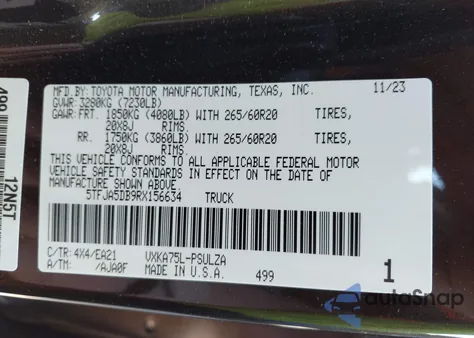 MFD.BY: TOYOTA MOTOR MANUFACTURING, TEXAS, INC. 11/23
GVWR: 3280KG (7230LB)
GAWR: FRT. 1850KG (4080LB) WITH 265/60R20 TIRES,
20X8J RIMS.
RR. 1750KG (3860LB) WITH 265/60R20 TIRES,
20X8J RIMS.
THIS VEHICLE CONFORMS TO ALL APPLICABLE FEDERAL MOTOR
VEHICLE SAFETY STANDARDS IN EFFECT ON THE DATE OF
MANUFACTURE SHOWN ABOVE.
5TFJA5DB9RX156634 TRUCK
C/TR: 4X4/EA21 VXKA75L-PSULZA
A/TM: /AJA0F MADE IN U.S.A. 499 1
499 12N5T
autoSnap